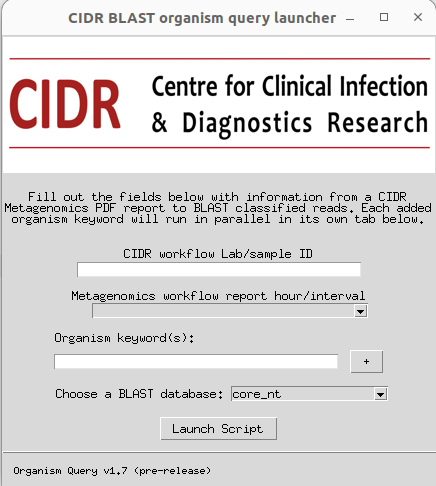 CIDR BLAST organism query launcher
CIDR
Centre for Clinical Infection
& Diagnostics Research
Fill out the fields below with information from a CIDR
Metagenomics PDF report to BLAST classified reads. Each added
organism keyword will run in parallel in its own tab below.
CIDR workflow Lab/sample ID
Metagenomics workflow report hour/interval
Organism keyword(s):
+
Choose a BLAST database: core_nt
Launch Script
Organism Query v1.7 (pre-release)